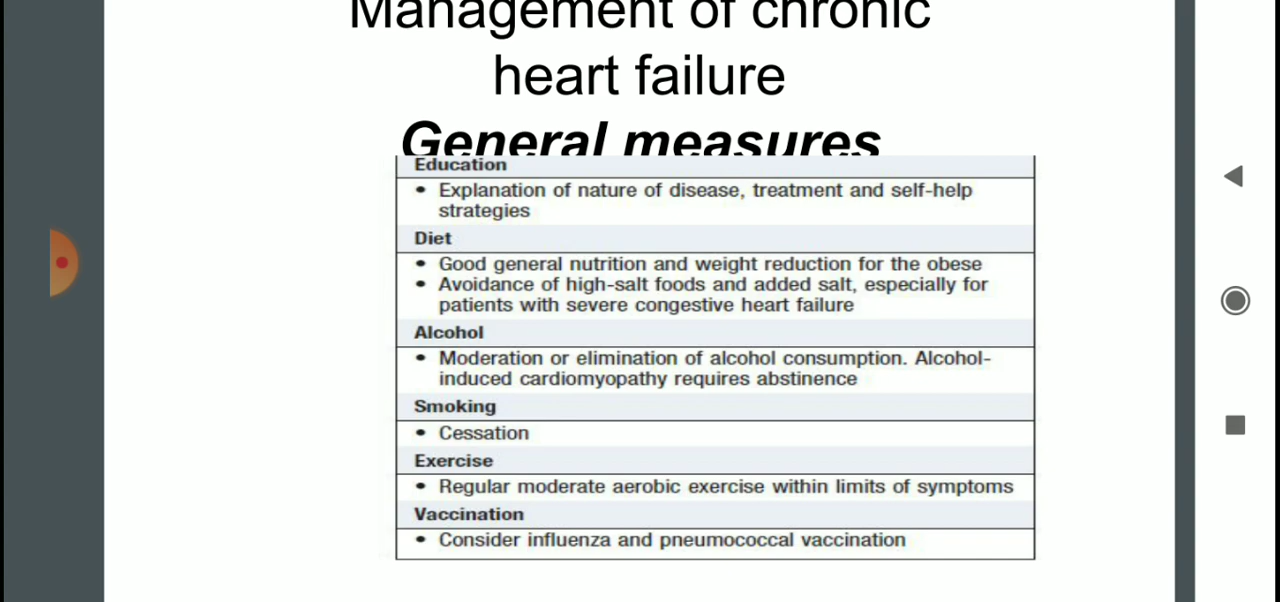 Management of chronic
heart failure
General measures
Education
• Explanation of nature of disease, treatment and self-help
strategies
Diet
• Good general nutrition and weight reduction for the obese
• Avoidance of high-salt foods and added salt, especially for
patients with severe congestive heart failure
Alcohol
• Moderation or elimination of alcohol consumption. Alcohol-
induced cardiomyopathy requires abstinence
Smoking
• Cessation
Exercise
• Regular moderate aerobic exercise within limits of symptoms
Vaccination
• Consider influenza and pneumococcal vaccination